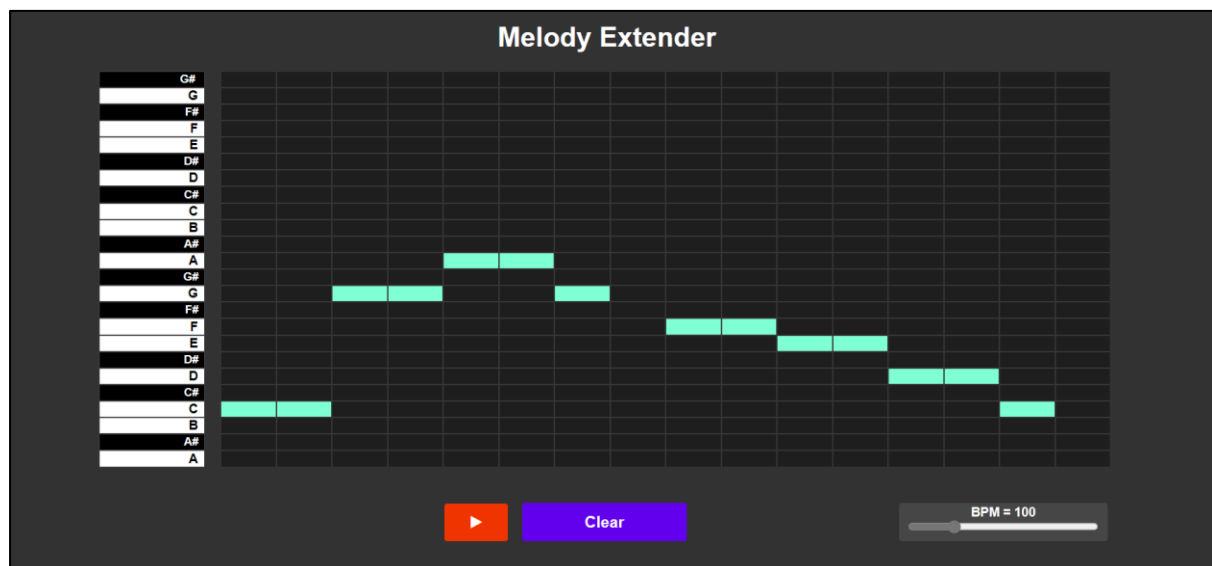 Melody Extender
G#
G
F#
F
E
D#
D
C#
C
B
A#
A
G#
G
F#
F
E
D#
D
C#
C
B
A#
A
Clear
BPM = 100